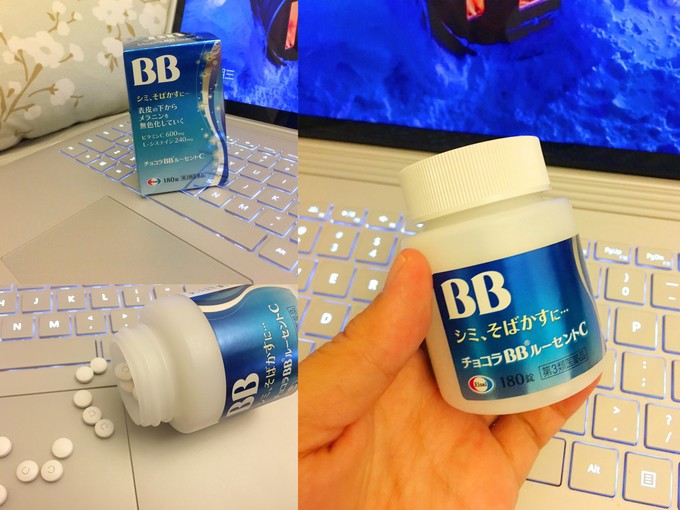 BB
シミ、そばかすに…
表皮の下から
メラニンを
無色化していく
ビタミンC 600mg
L-システイン 240mg
チョコラBB®ルーセントC
180錠
BB
シミ、そばかすに…
チョコラBB®ルーセントC
BB
シミ、そばかすに…
チョコラBB®ルーセントC
Eisai 180錠 第3類医薬品
PgUp
PgDn
Alt